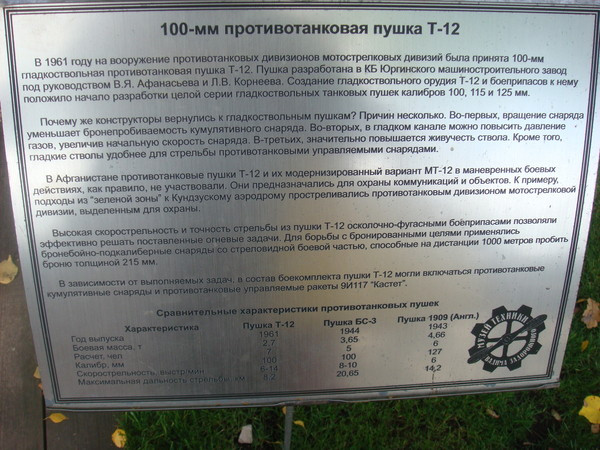 100-мм противотанковая пушка Т-12
В 1961 году на вооружение противотанковых дивизионов мотострелковых дивизий была принята 100-мм
гладкоствольная противотанковая пушка Т-12. Пушка разработана в КБ Юргинского машиностроительного завод
под руководством В.Я. Афанасьева и Л.В. Корнеева. Создание гладкоствольного орудия Т-12 и боеприпасов к нему
положило начало разработки целой серии гладкоствольных танковых пушек калибров 100, 115 и 125 мм.
Почему же конструкторы вернулись к гладкоствольным пушкам? Причин несколько. Во-первых, вращение снаряда
уменьшает бронепробиваемость кумулятивного снаряда. Во-вторых, в гладком канале можно повысить давление
газов, увеличив начальную скорость снаряда. В-третьих, значительно повышается живучесть ствола. Кроме того,
гладкие стволы удобнее для стрельбы противотанковыми управляемыми снарядами.
В Афганистане противотанковые пушки Т-12 и их модернизированный вариант МТ-12 в маневренных боевых
действиях, как правило, не участвовали. Они предназначались для охраны коммуникаций и объектов. К примеру,
подходы из "зеленой зоны" к Кундузскому аэродрому простреливались противотанковым дивизионом мотострелковой
дивизии, выделенным для охраны.
Высокая скорострельность и точность стрельбы из пушки Т-12 осколочно-фугасными боеприпасами позволяли
эффективно решать поставленные огневые задачи. Для борьбы с бронированными целями применялись
бронебойно-подкалиберные снаряды со стреловидной боевой частью, способные на дистанции 1000 метров пробить
броню толщиной 215 мм.
В зависимости от выполняемых задач, в состав боекомплекта пушки Т-12 могли включаться противотанковые
кумулятивные снаряды и противотанковые управляемые ракеты 9И117 "Кастет".
Сравнительные характеристики противотанковых пушек
Характеристика Пушка Т-12 Пушка БС-3 Пушка 1909 (Англ.)
Год выпуска 1961 1944 1943
Боевая масса, т 2,7 3,65 4,66
Расчет, чел 7 5 6
Калибр, мм 100 100 127
Скорострельность, выстр/мин 6-14 8-10 6
Максимальная дальность стрельбы, км 8,2 20,65 14,2
МУЗЕЙ ТЕХНИКИ
ВАДИМА ЗАДОРОЖНОГО